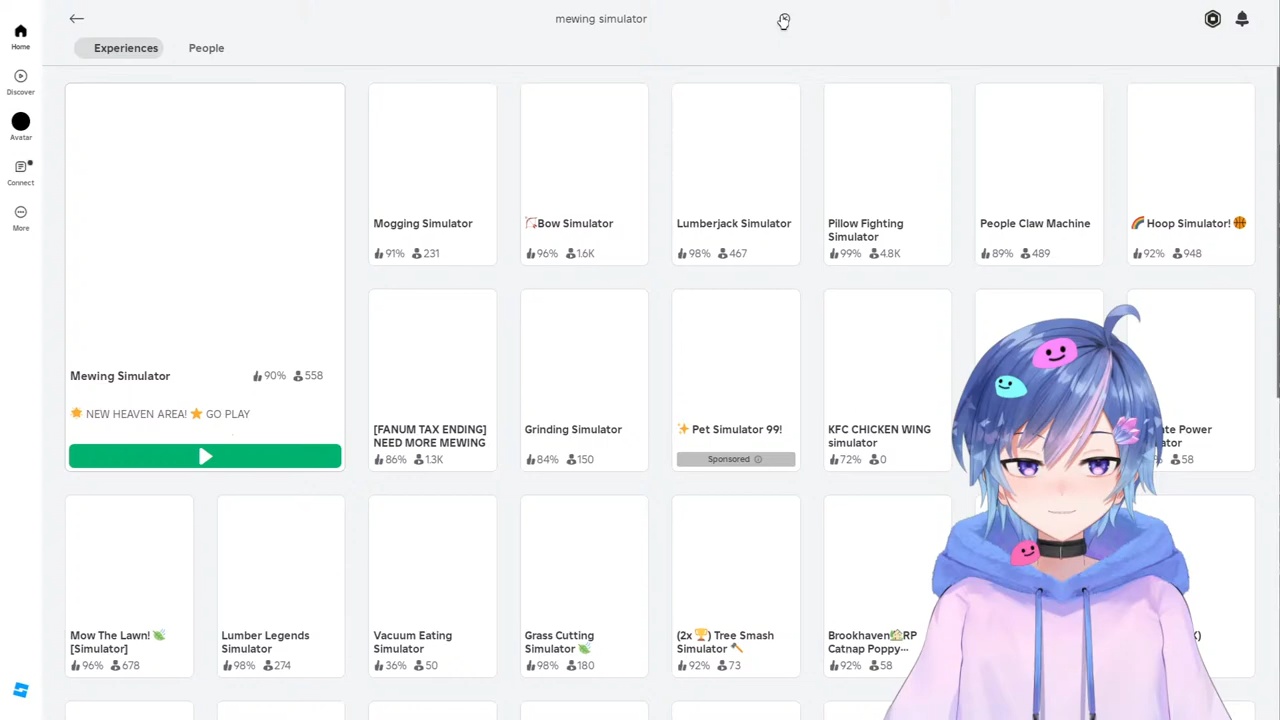 mewing simulator
Home
Discover
Avatar
Connect
More
Experiences
People
Mewing Simulator
90% 558
NEW HEAVEN AREA! ⭐ GO PLAY
Mogging Simulator
91% 231
🏹Bow Simulator
96% 1.6K
Lumberjack Simulator
98% 467
Pillow Fighting
Simulator
99% 4.8K
People Claw Machine
89% 489
🌈 Hoop Simulator! 🏀
92% 948
[FANUM TAX ENDING]
NEED MORE MEWING
86% 1.3K
Grinding Simulator
84% 150
✨ Pet Simulator 99!
Sponsored
KFC CHICKEN WING
simulator
72% 0
Power
58
Mow The Lawn! 🍃
[Simulator]
96% 678
Lumber Legends
Simulator
98% 274
Vacuum Eating
Simulator
36% 50
Grass Cutting
Simulator 🍃
98% 180
(2x 🏆) Tree Smash
Simulator 🔨
92% 73
Brookhaven🏡RP
Catnap Poppy...
92% 58